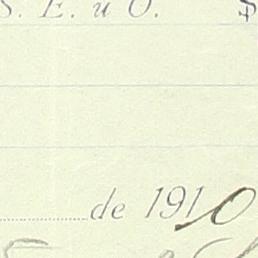 S. E. u O. $
de 1910